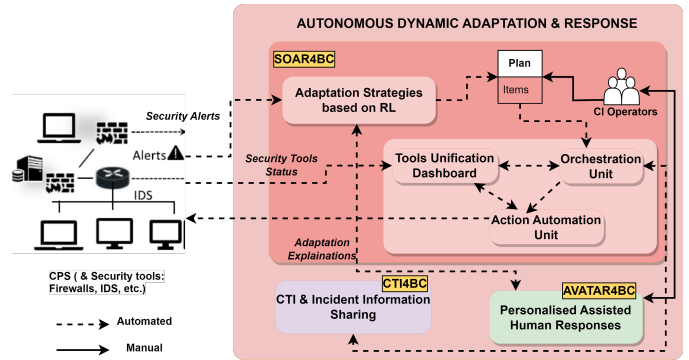 AUTONOMOUS DYNAMIC ADAPTATION & RESPONSE
SOAR4BC
Plan
Items
Adaptation Strategies
based on RL
CI Operators
Security Alerts
Alerts
Security Tools
Status
Tools Unification
Dashboard
Orchestration
Unit
IDS
Action Automation
Unit
Adaptation
Explainations
CPS ( & Security tools:
Firewalls, IDS, etc.)
CTI4BC
CTI & Incident Information
Sharing
AVATAR4BC
Personalised Assisted
Human Responses
Automated
Manual